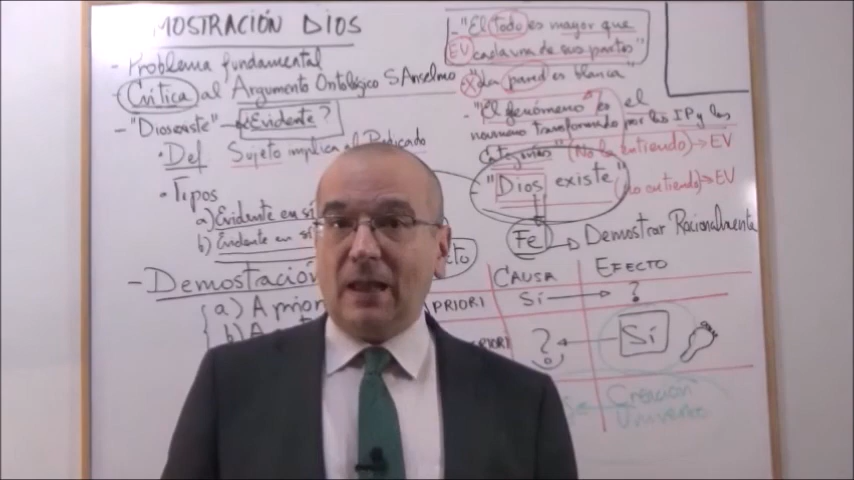 MOSTRACIÓN DIOS
- Problema fundamental
Crítica al Argumento Ontológico S Anselmo
- "Dios existe" ¿Evidente?
• Def Sujeto implica al Predicado
• Tipos
a) Evidente en sí
b) Evidente en sí
- Demostación
a) A priori
b) A
- "El todo es mayor que
EV cada una de sus partes"
X "La pared es blanca"
- "El fenómeno es el
noumeno transformado por las IP y las
Categorías" (No lo entiendo) → EV
"Dios existe" (no entiendo) → EV
Fe → Demostrar Racionalmente
CAUSA EFECTO
PRIORI Sí → ?
? ← Sí
Creación
Universo